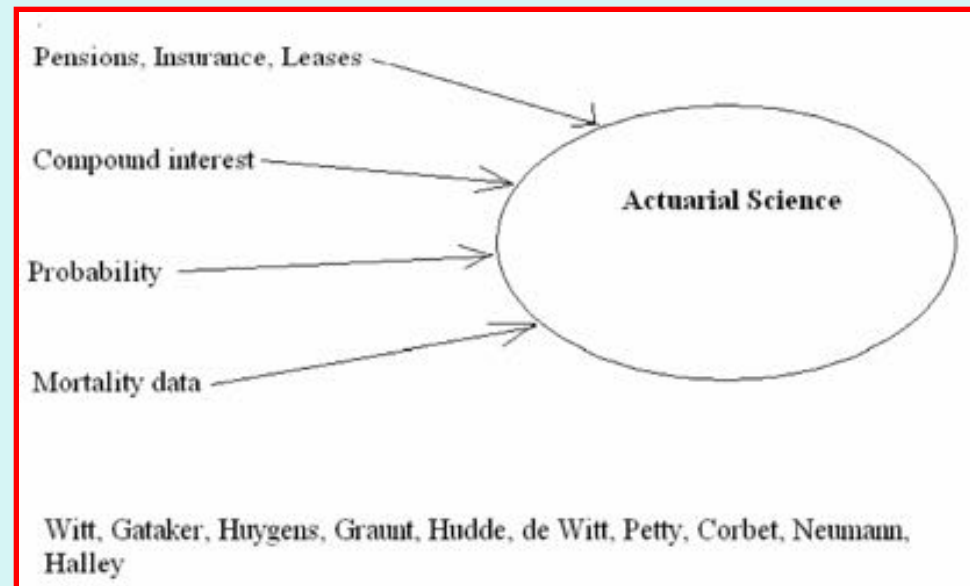 Pensions, Insurance, Leases
Compound interest
Actuarial Science
Probability
Mortality data
Witt, Gataker, Huygens, Graunt, Hudde, de Witt, Petty, Corbet, Neumann,
Halley